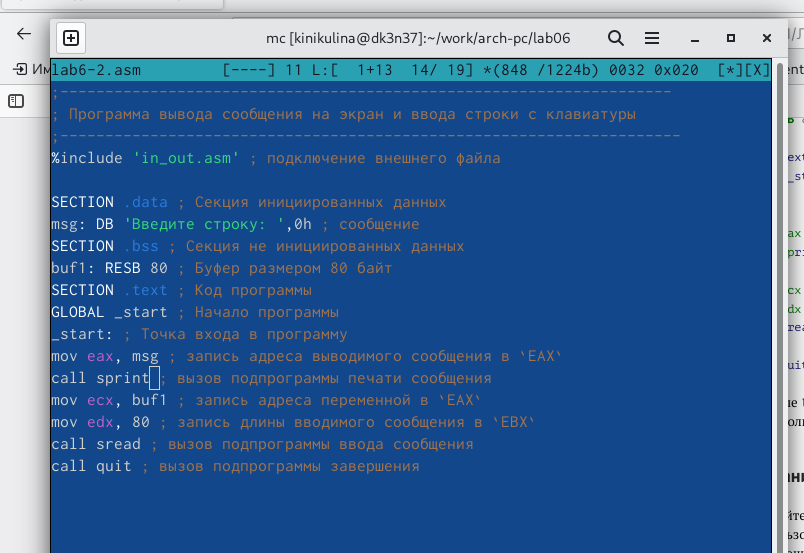 mc [kinikulina@dk3n37]:~/work/arch-pc/lab06
Им
lab6-2.asm [----] 11 L:[ 1+13 14/ 19] *(848 /1224b) 0032 0x020 [*][X]
;--------------------------------------------------------------------
; Программа вывода сообщения на экран и ввода строки с клавиатуры
;---------------------------------------------------------------------
%include 'in_out.asm' ; подключение внешнего файла
SECTION .data ; Секция инициированных данных
msg: DB 'Введите строку: ',0h ; сообщение
SECTION .bss ; Секция не инициированных данных
buf1: RESB 80 ; Буфер размером 80 байт
SECTION .text ; Код программы
GLOBAL _start ; Начало программы
_start: ; Точка входа в программу
mov eax, msg ; запись адреса выводимого сообщения в `EAX`
call sprint ; вызов подпрограммы печати сообщения
mov ecx, buf1 ; запись адреса переменной в `EAX`
mov edx, 80 ; запись длины вводимого сообщения в `EBX`
call sread ; вызов подпрограммы ввода сообщения
call quit ; вызов подпрограммы завершения